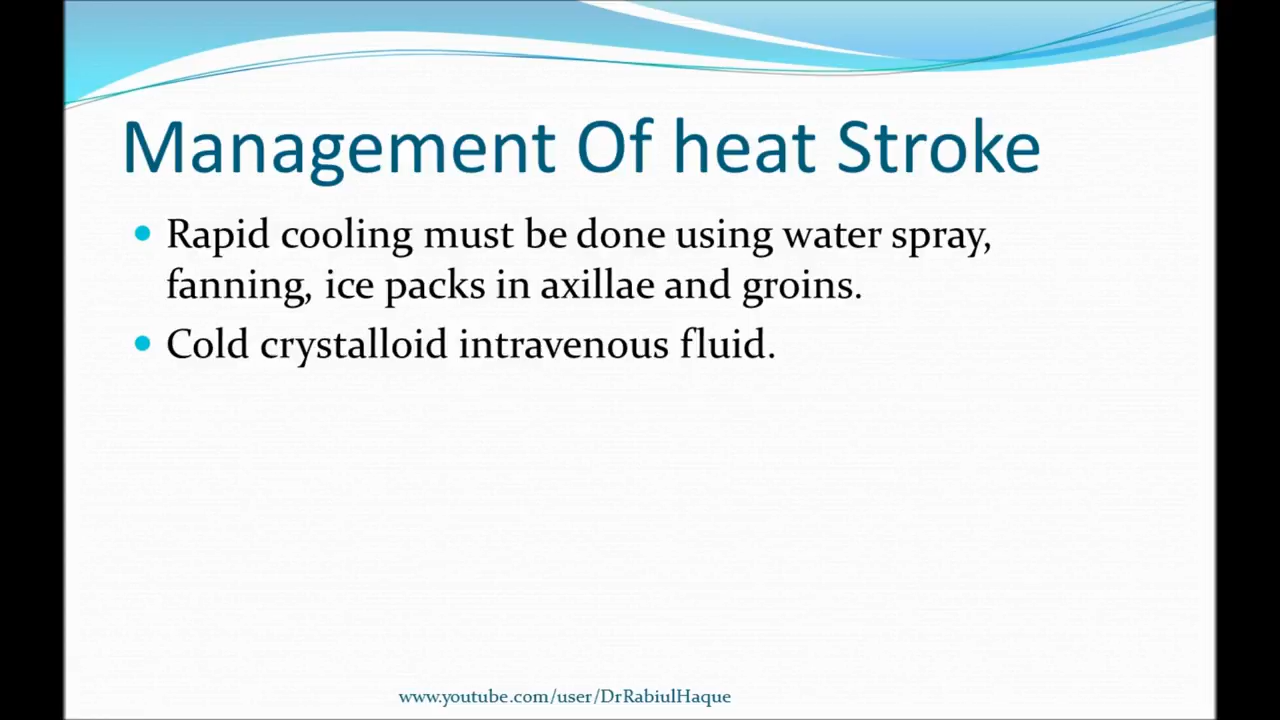 Management Of heat Stroke
• Rapid cooling must be done using water spray,
fanning, ice packs in axillae and groins.
• Cold crystalloid intravenous fluid.
www.youtube.com/user/DrRabiulHaque